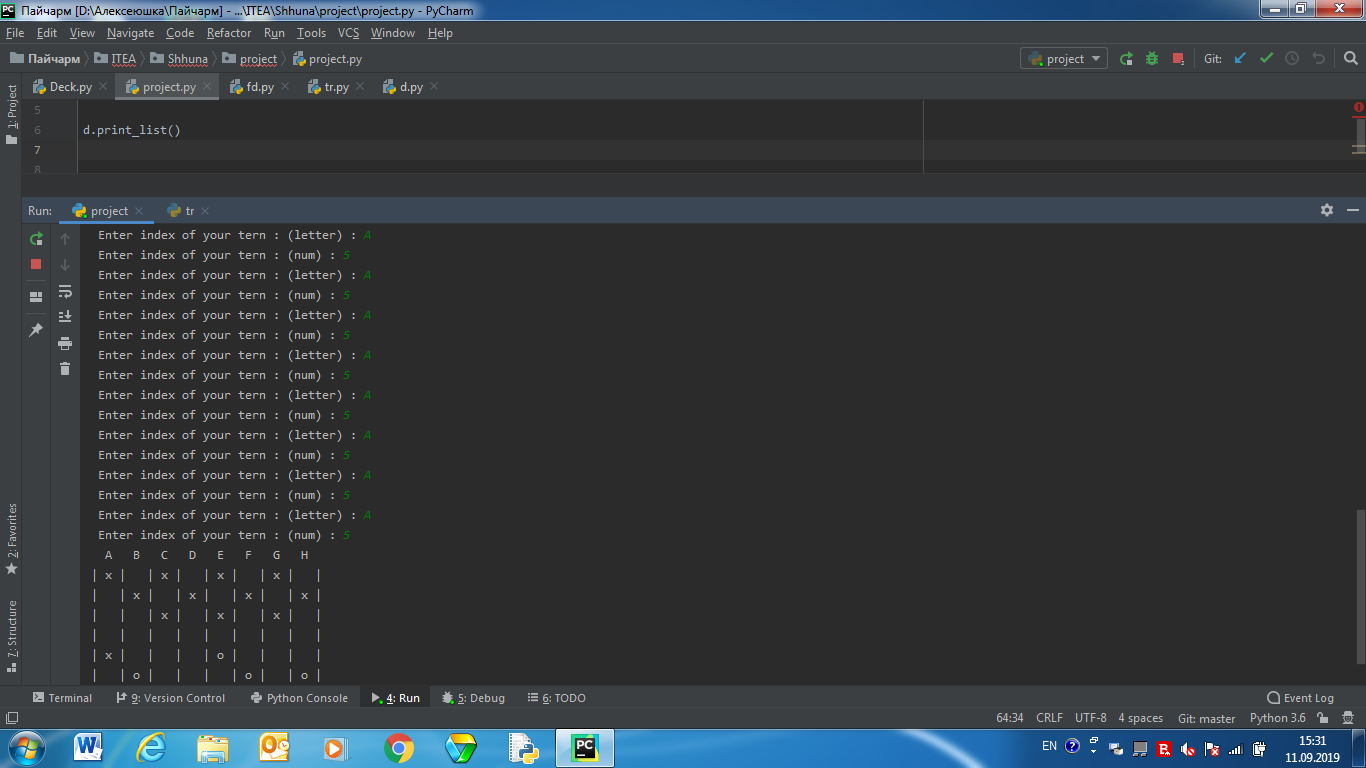 PC Пайчарм [D:\Алексеюшка\Пайчарм] - ...\ITEA\Shhuna\project\project.py - PyCharm
File Edit View Navigate Code Refactor Run Tools VCS Window Help
Пайчарм ITEA Shhuna project project.py project Git:
Deck.py project.py fd.py tr.py d.py
1: Project
5
6 d.print_list()
7
8
Run: project tr
Enter index of your tern : (letter) : A
Enter index of your tern : (num) : 5
Enter index of your tern : (letter) : A
Enter index of your tern : (num) : 5
Enter index of your tern : (letter) : A
Enter index of your tern : (num) : 5
Enter index of your tern : (letter) : A
Enter index of your tern : (num) : 5
Enter index of your tern : (letter) : A
Enter index of your tern : (num) : 5
Enter index of your tern : (letter) : A
Enter index of your tern : (num) : 5
Enter index of your tern : (letter) : A
Enter index of your tern : (num) : 5
Enter index of your tern : (letter) : A
Enter index of your tern : (num) : 5
A B C D E F G H
| x |   | x |   | x |   | x |   |
|   | x |   | x |   | x |   | x |
|   |   | x |   | x |   | x |   |
|   |   |   |   |   |   |   |   |
| x |   |   |   | o |   |   |   |
|   | o |   |   |   | o |   | o |
2: Favorites
7: Structure
Terminal 9: Version Control Python Console 4: Run 5: Debug 6: TODO Event Log
64:34 CRLF UTF-8 4 spaces Git: master Python 3.6
EN 15:31
11.09.2019
PC